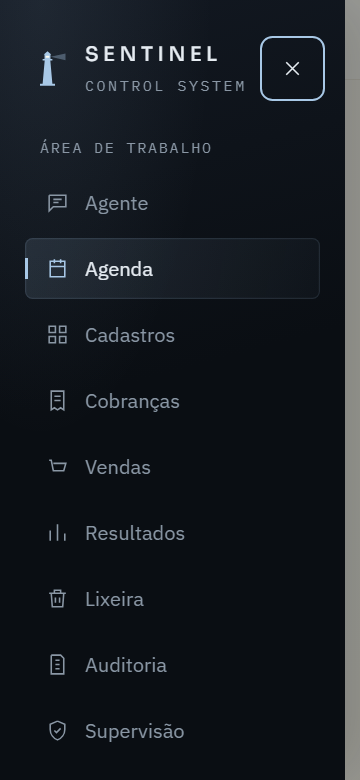 SENTINEL
CONTROL SYSTEM
ÁREA DE TRABALHO
Agente
Agenda
Cadastros
Cobranças
Vendas
Resultados
Lixeira
Auditoria
Supervisão